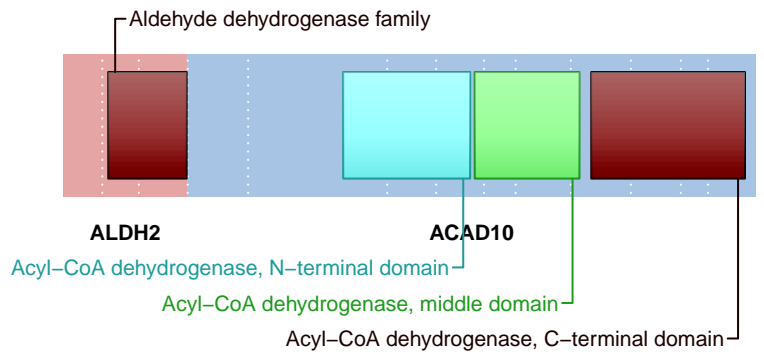 Aldehyde dehydrogenase family
ALDH2
ACAD10
Acyl−CoA dehydrogenase, N−terminal domain
Acyl−CoA dehydrogenase, middle domain
Acyl−CoA dehydrogenase, C−terminal domain